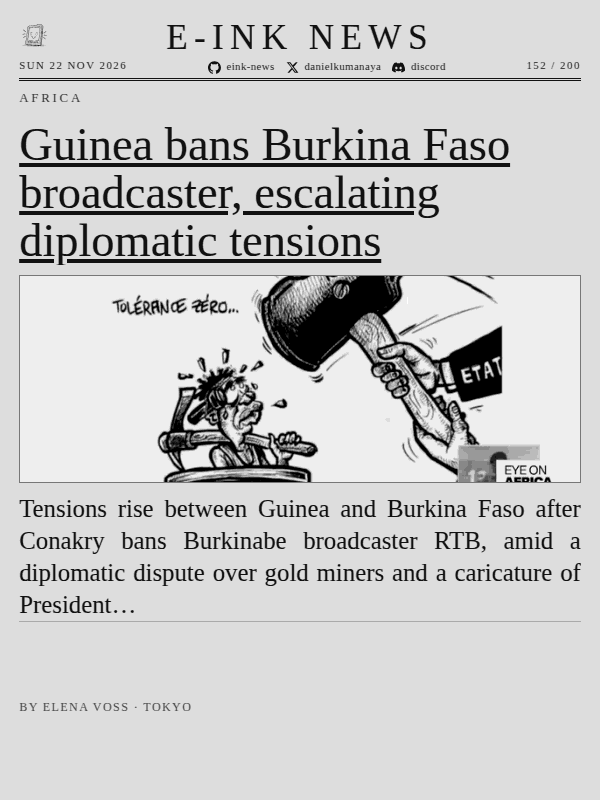 E-INK NEWS
SUN 22 NOV 2026
eink-news danielkumanaya discord
152 / 200
AFRICA
Guinea bans Burkina Faso
broadcaster, escalating
diplomatic tensions
TOLÉRANCE ZÉRO...
ETAT
EYE ON
AFRICA
Tensions rise between Guinea and Burkina Faso after
Conakry bans Burkinabe broadcaster RTB, amid a
diplomatic dispute over gold miners and a caricature of
President…
BY ELENA VOSS · TOKYO